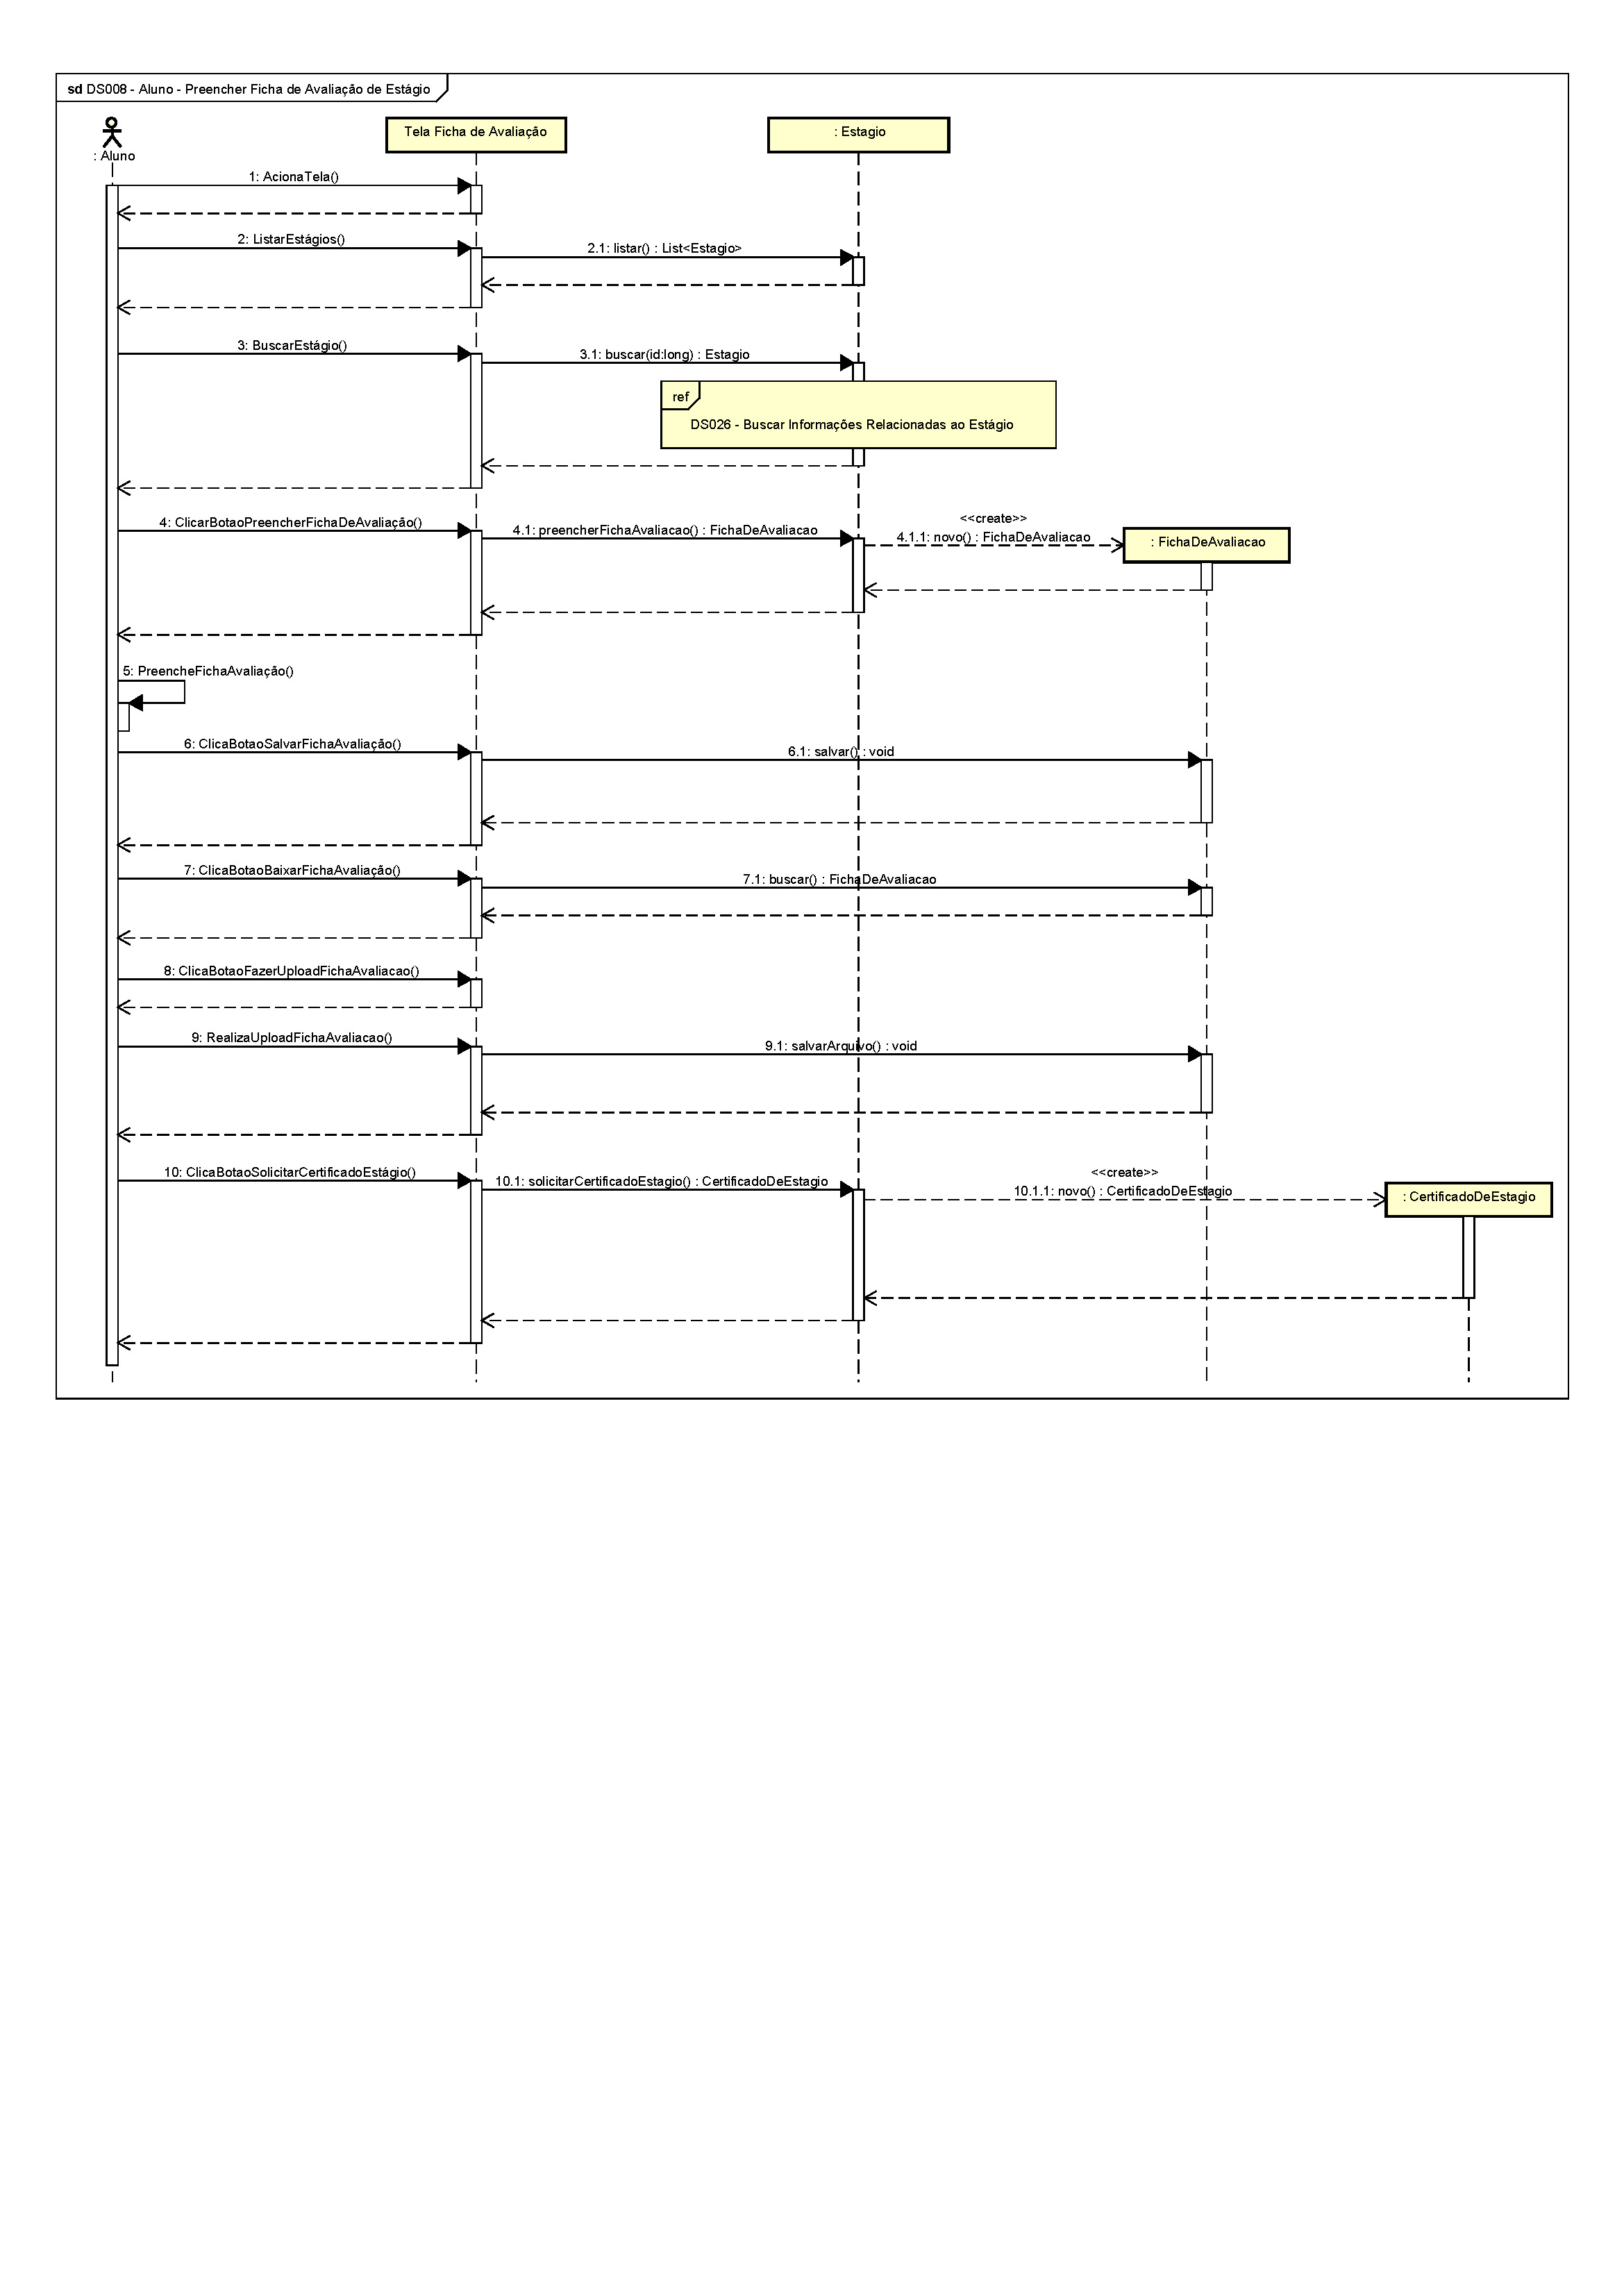 sd DS008 - Aluno - Preencher Ficha de Avaliação de Estágio
: Aluno
Tela Ficha de Avaliação
: Estagio
1: AcionaTela()
2: ListarEstágios()
2.1: listar() : List<Estagio>
3: BuscarEstágio()
3.1: buscar(id:long) : Estagio
ref
DS026 - Buscar Informações Relacionadas ao Estágio
4: ClicarBotaoPreencherFichaDeAvaliação()
4.1: preencherFichaAvaliacao() : FichaDeAvaliacao
<<create>>
4.1.1: novo() : FichaDeAvaliacao
: FichaDeAvaliacao
5: PreencheFichaAvaliação()
6: ClicaBotaoSalvarFichaAvaliação()
6.1: salvar() : void
7: ClicaBotaoBaixarFichaAvaliação()
7.1: buscar() : FichaDeAvaliacao
8: ClicaBotaoFazerUploadFichaAvaliacao()
9: RealizaUploadFichaAvaliacao()
9.1: salvarArquivo() : void
10: ClicaBotaoSolicitarCertificadoEstágio()
10.1: solicitarCertificadoEstagio() : CertificadoDeEstagio
<<create>>
10.1.1: novo() : CertificadoDeEstagio
: CertificadoDeEstagio